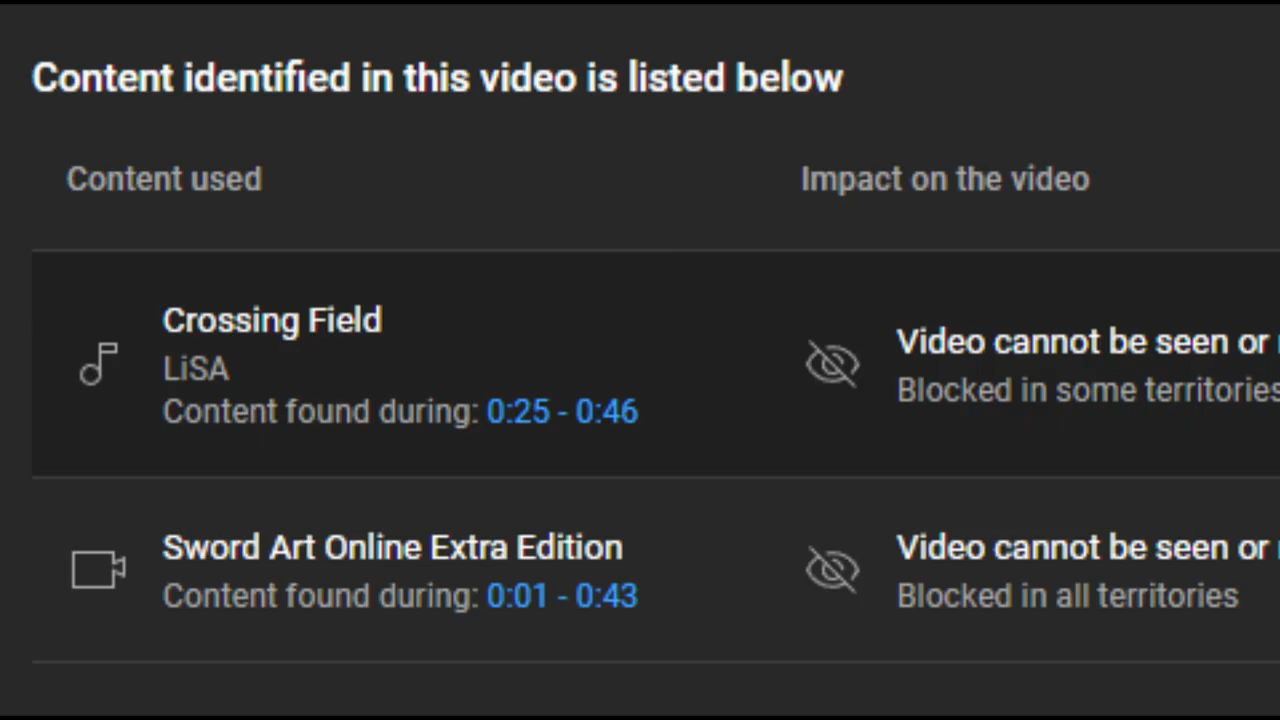 Content identified in this video is listed below
Content used
Impact on the video
Crossing Field
LiSA
Content found during: 0:25 - 0:46
Video cannot be seen or
Blocked in some territories
Sword Art Online Extra Edition
Content found during: 0:01 - 0:43
Video cannot be seen or
Blocked in all territories